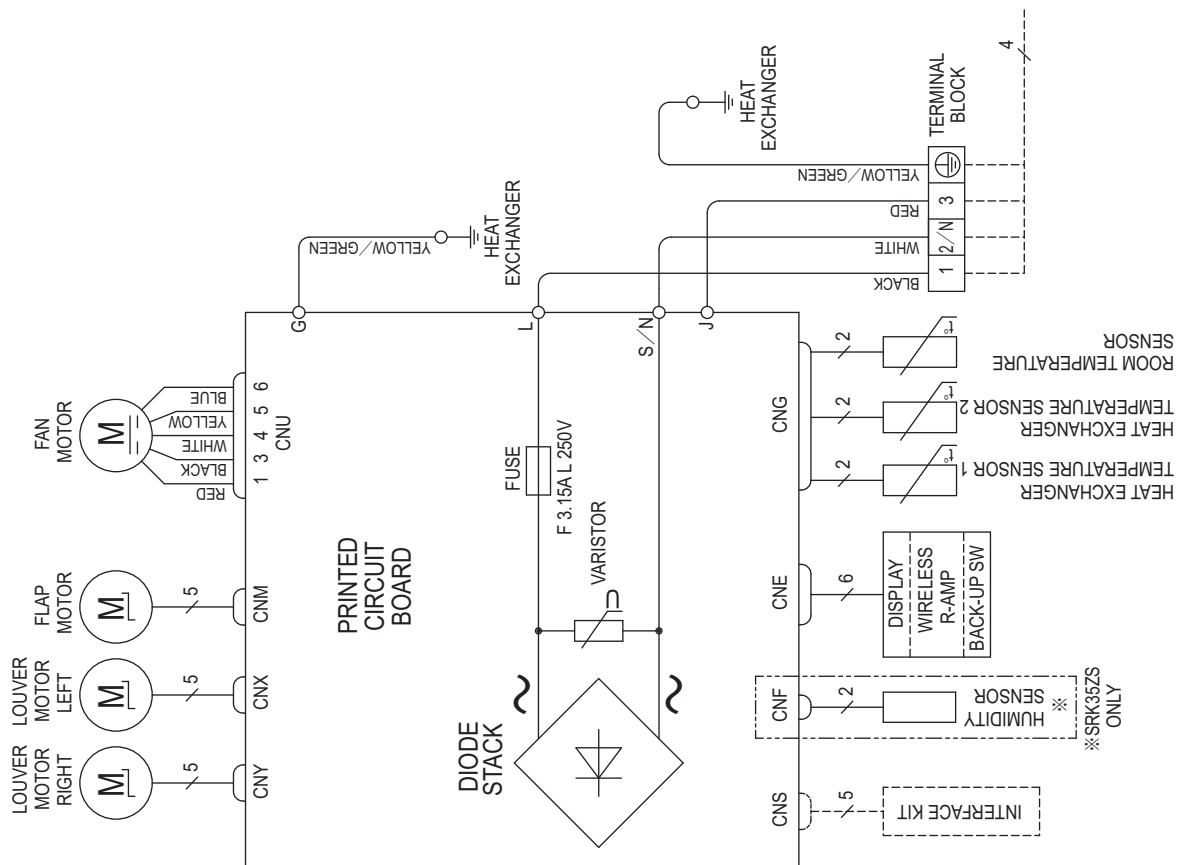 FAN
MOTOR
FLAP
MOTOR
LOUVER
MOTOR
LEFT
LOUVER
MOTOR
RIGHT
M
M
M
M
RED
BLACK
WHITE
YELLOW
BLUE
1 3 4 5 6
CNU
5
5
5
CNM
CNX
CNY
PRINTED
CIRCUIT
BOARD
DIODE
STACK
FUSE
F 3.15A L 250V
VARISTOR
U
~
~
G
L
S/N
J
YELLOW/GREEN
HEAT
EXCHANGER
YELLOW/GREEN
HEAT
EXCHANGER
BLACK
WHITE
RED
1
2/N
3
TERMINAL
BLOCK
4
CNG
2
2
2
t°
t°
t°
ROOM TEMPERATURE
SENSOR
HEAT EXCHANGER
TEMPERATURE SENSOR 2
HEAT EXCHANGER
TEMPERATURE SENSOR 1
CNE
6
DISPLAY
WIRELESS
R-AMP
BACK-UP SW
CNF
2
HUMIDITY
SENSOR
※
※SRK35ZS
ONLY
CNS
5
INTERFACE KIT